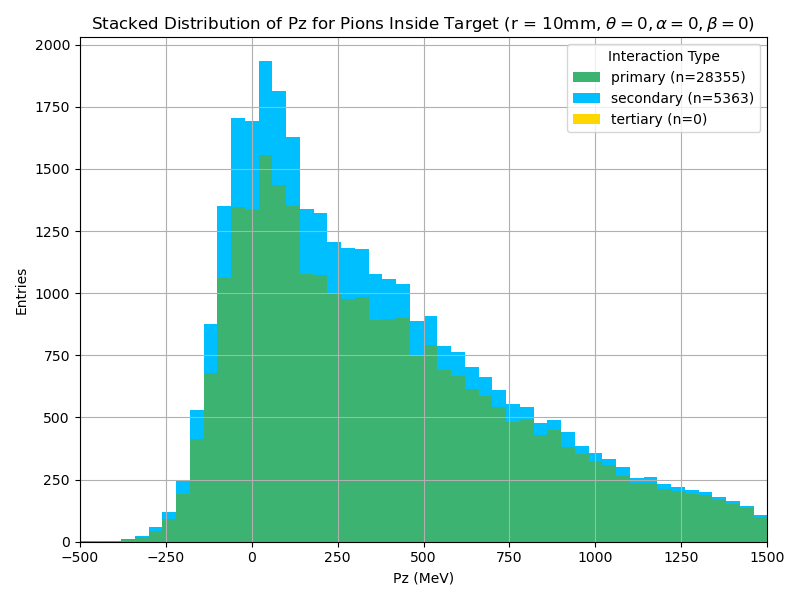 Stacked Distribution of Pz for Pions Inside Target (r = 10mm, θ = 0, α = 0, β = 0)
Interaction Type
primary (n=28355)
secondary (n=5363)
tertiary (n=0)
Entries
2000
1750
1500
1250
1000
750
500
250
0
−500 −250 0 250 500 750 1000 1250 1500
Pz (MeV)